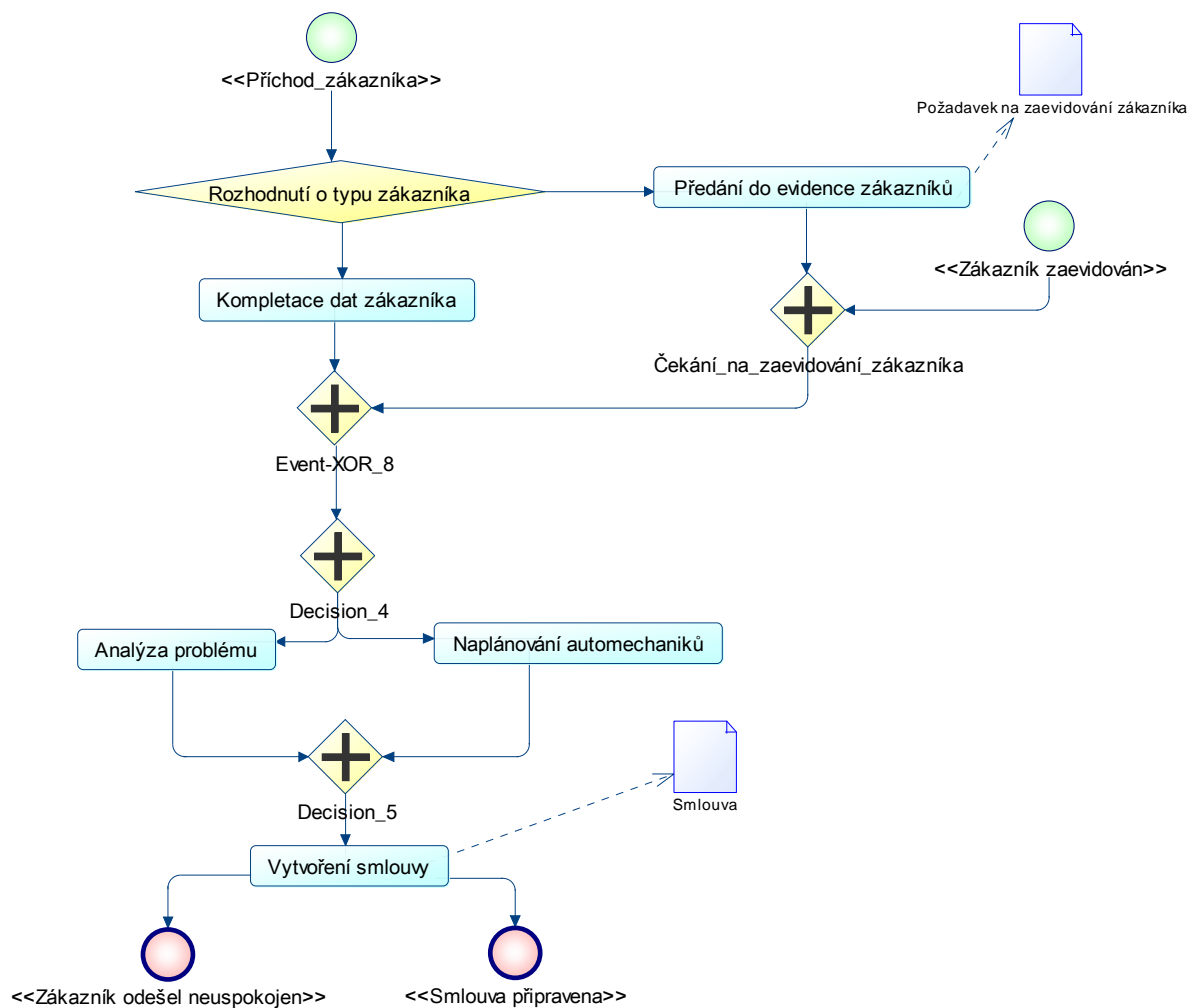 <<Příchod_zákazníka>>
Požadavek na zaevidování zákazníka
Rozhodnutí o typu zákazníka
Předání do evidence zákazníků
<<Zákazník zaevidován>>
Kompletace dat zákazníka
Čekání_na_zaevidování_zákazníka
Event-XOR_8
Decision_4
Analýza problému
Naplánování automechaniků
Decision_5
Smlouva
Vytvoření smlouvy
<<Zákazník odešel neuspokojen>>
<<Smlouva připravena>>